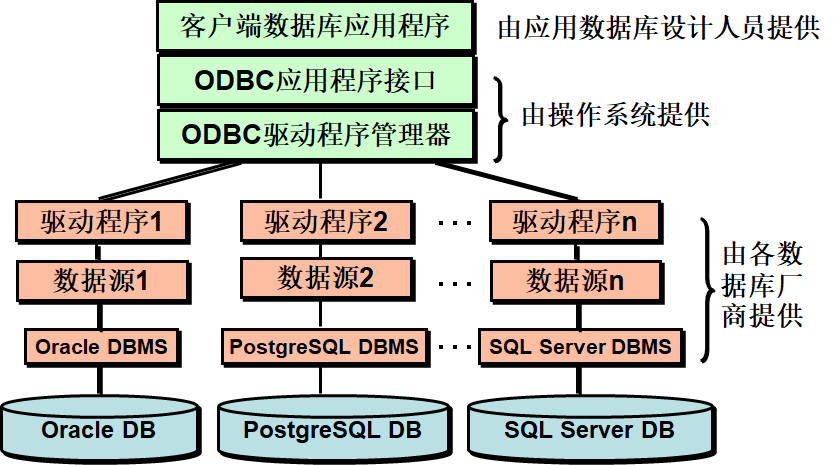 客户端数据库应用程序
由应用数据库设计人员提供
ODBC应用程序接口
ODBC驱动程序管理器
由操作系统提供
驱动程序1
驱动程序2
···
驱动程序n
数据源1
数据源2
···
数据源n
由各数
据库厂
商提供
Oracle DBMS
PostgreSQL DBMS
···
SQL Server DBMS
Oracle DB
PostgreSQL DB
SQL Server DB